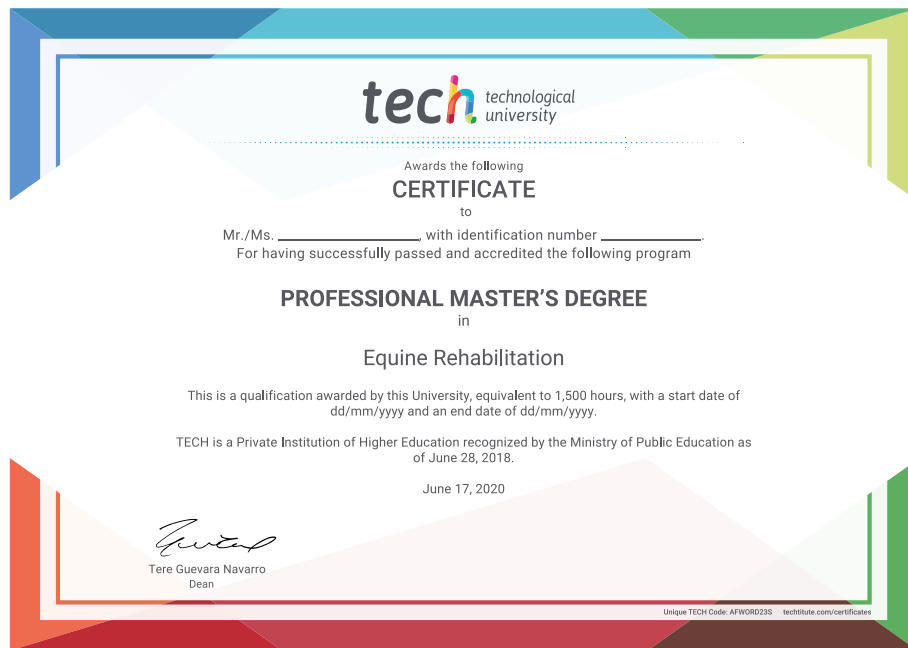 tech technological
university
Awards the following
CERTIFICATE
to
Mr./Ms. ____________________, with identification number ______________.
For having successfully passed and accredited the following program
PROFESSIONAL MASTER'S DEGREE
in
Equine Rehabilitation
This is a qualification awarded by this University, equivalent to 1,500 hours, with a start date of
dd/mm/yyyy and an end date of dd/mm/yyyy.
TECH is a Private Institution of Higher Education recognized by the Ministry of Public Education as
of June 28, 2018.
June 17, 2020
Tere Guevara Navarro
Dean
Unique TECH Code: AFWORD23S techtitute.com/certificates